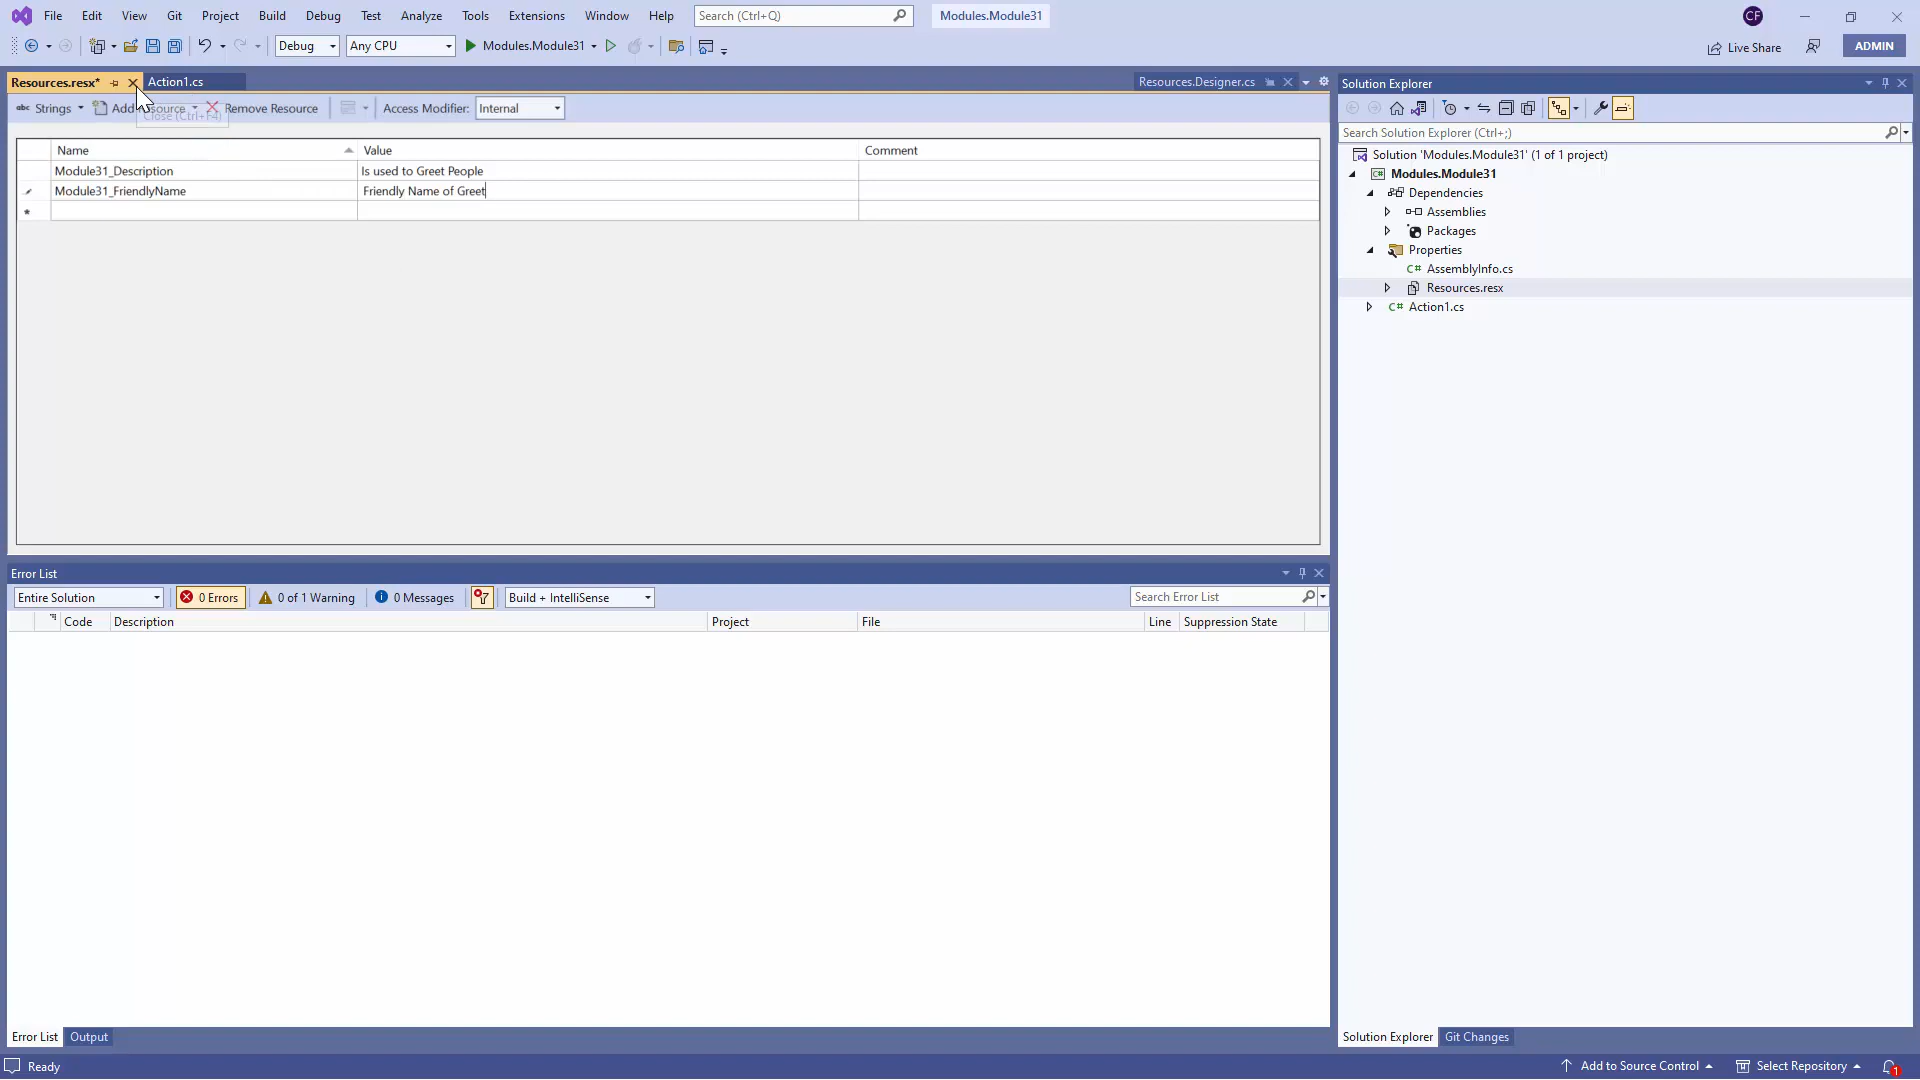 File Edit View Git Project Build Debug Test Analyze Tools Extensions Window Help Search (Ctrl+Q) Modules.Module31 CF
Debug Any CPU Modules.Module31 Live Share ADMIN
Resources.resx* Action1.cs Resources.Designer.cs
abc Strings Add Resource Remove Resource Access Modifier: Internal
Close (Ctrl+F4)
Name Value Comment
Module31_Description Is used to Greet People
Module31_FriendlyName Friendly Name of Greet
*
Solution Explorer
Search Solution Explorer (Ctrl+;)
Solution 'Modules.Module31' (1 of 1 project)
C# Modules.Module31
Dependencies
Assemblies
Packages
Properties
C# AssemblyInfo.cs
Resources.resx
C# Action1.cs
Error List
Entire Solution 0 Errors 0 of 1 Warning 0 Messages Build + IntelliSense Search Error List
Code Description Project File Line Suppression State
Error List Output
Solution Explorer Git Changes
Ready Add to Source Control Select Repository 1